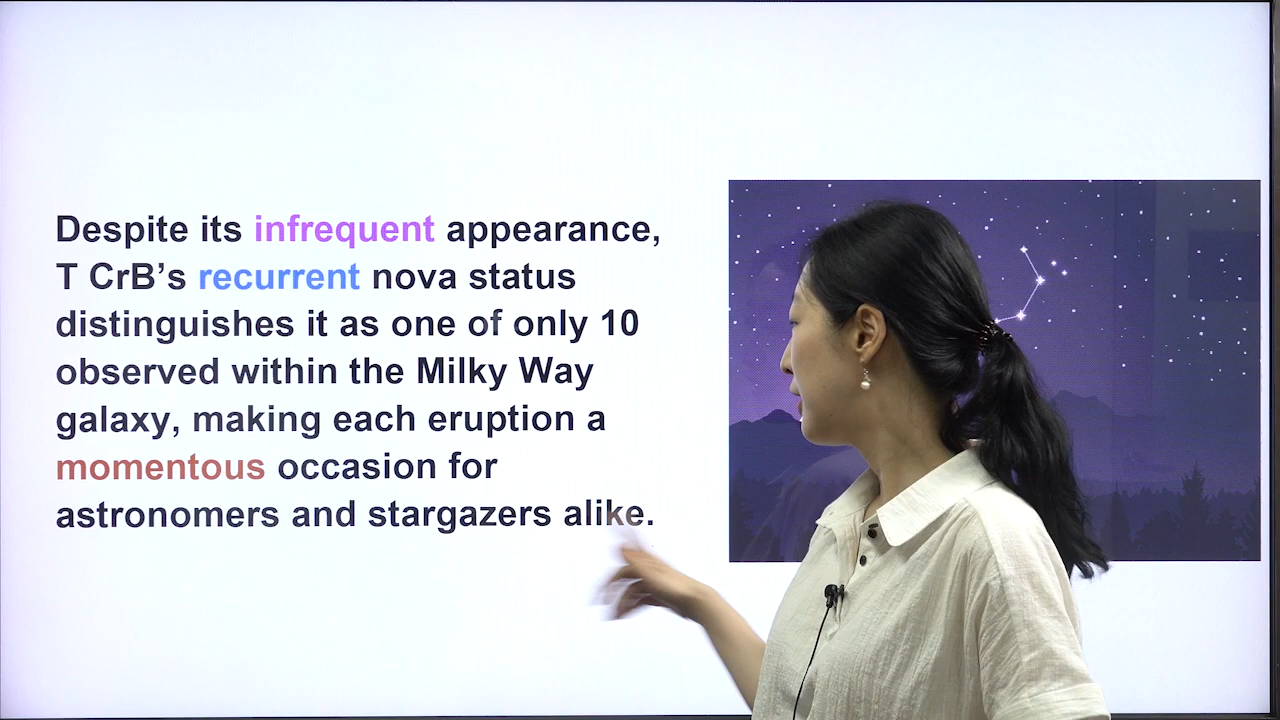 Despite its infrequent appearance,
T CrB’s recurrent nova status
distinguishes it as one of only 10
observed within the Milky Way
galaxy, making each eruption a
momentous occasion for
astronomers and stargazers alike.